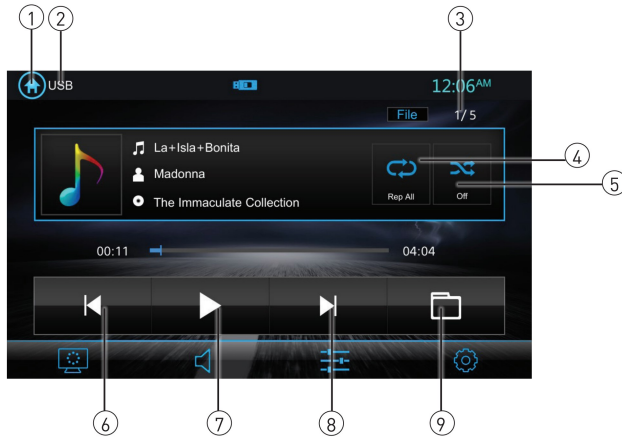 1 2 3
USB 12:06AM
File 1/5
La+Isla+Bonita
Madonna
The Immaculate Collection
Rep All Off
4
5
00:11 04:04
6 7 8 9